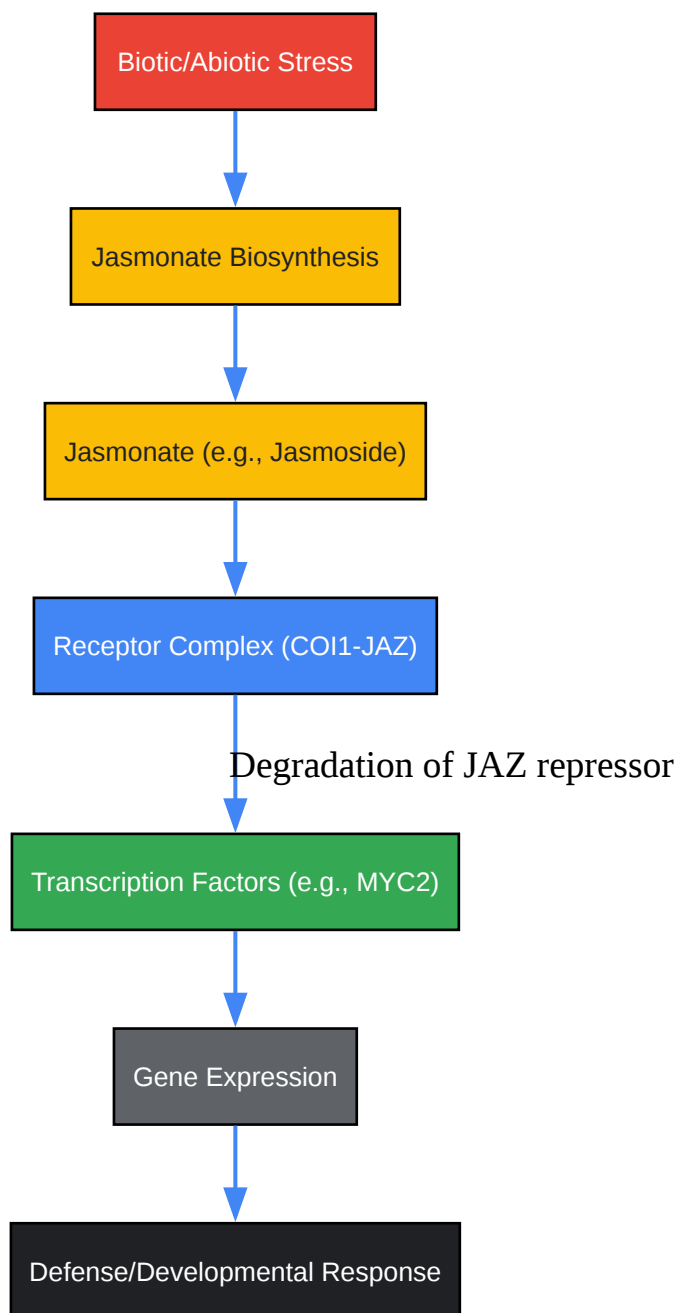 Biotic/Abiotic Stress
Jasmonate Biosynthesis
Jasmonate (e.g., Jasmoside)
Receptor Complex (COI1-JAZ)
Degradation of JAZ repressor
Transcription Factors (e.g., MYC2)
Gene Expression
Defense/Developmental Response